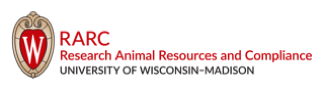 W
RARC
Research Animal Resources and Compliance
UNIVERSITY OF WISCONSIN–MADISON